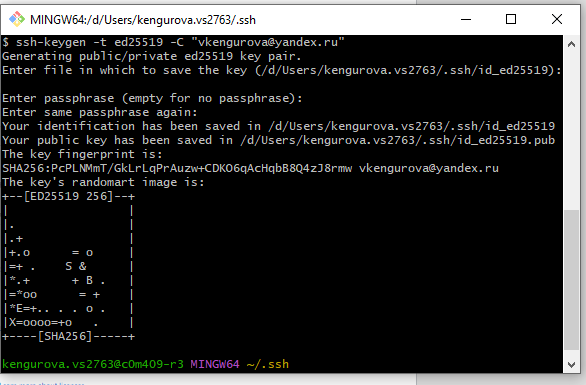 MINGW64:/d/Users/kengurova.vs2763/.ssh
$ ssh-keygen -t ed25519 -C "vkengurova@yandex.ru"
Generating public/private ed25519 key pair.
Enter file in which to save the key (/d/Users/kengurova.vs2763/.ssh/id_ed25519):
Enter passphrase (empty for no passphrase):
Enter same passphrase again:
Your identification has been saved in /d/Users/kengurova.vs2763/.ssh/id_ed25519
Your public key has been saved in /d/Users/kengurova.vs2763/.ssh/id_ed25519.pub
The key fingerprint is:
SHA256:PcPLNMmT/GkLrLqPrAuzw+CDKO6qAcHqbB8Q4zJ8rmw vkengurova@yandex.ru
The key's randomart image is:
+--[ED25519 256]--+
|                 |
|.                |
|.+               |
|+.o      = o     |
|=+ .    S &      |
|*.+      + B .   |
|=*oo      = +    |
|*E=+.. . . o .   |
|X=oooo=+o   .    |
+----[SHA256]-----+
kengurova.vs2763@c0m409-r3 MINGW64 ~/.ssh